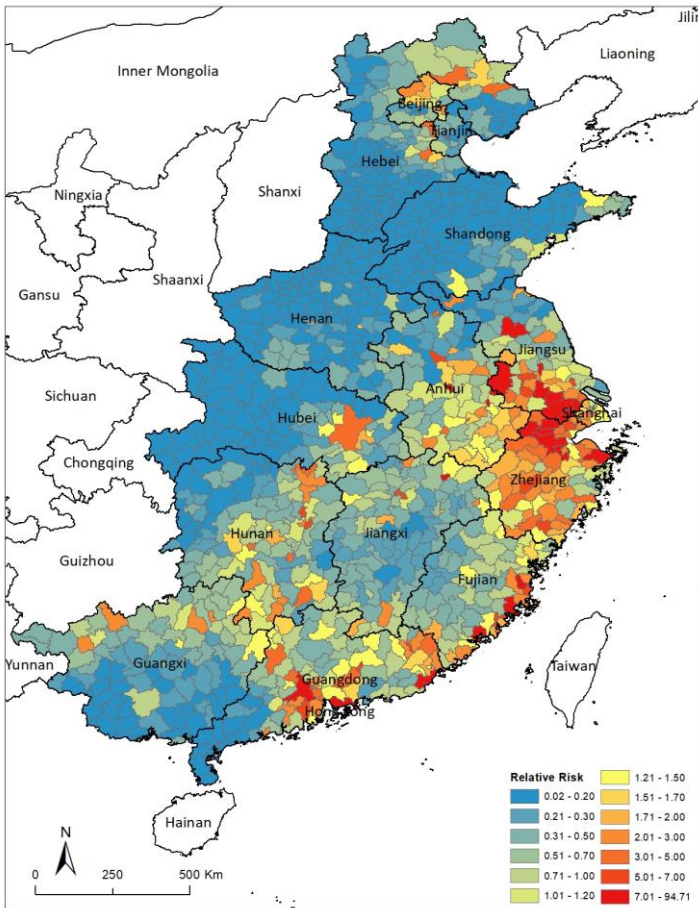 Jilin
Liaoning
Inner Mongolia
Beijing
Tianjin
Hebei
Ningxia
Shanxi
Shandong
Shaanxi
Gansu
Henan
Jiangsu
Anhui
Sichuan
Hubei
Shanghai
Chongqing
Zhejiang
Hunan
Jiangxi
Guizhou
Fujian
Yunnan
Guangxi
Taiwan
Guangdong
Hong Kong
Hainan
N
0 250 500 Km
Relative Risk
0.02 - 0.20
0.21 - 0.30
0.31 - 0.50
0.51 - 0.70
0.71 - 1.00
1.01 - 1.20
1.21 - 1.50
1.51 - 1.70
1.71 - 2.00
2.01 - 3.00
3.01 - 5.00
5.01 - 7.00
7.01 - 94.71